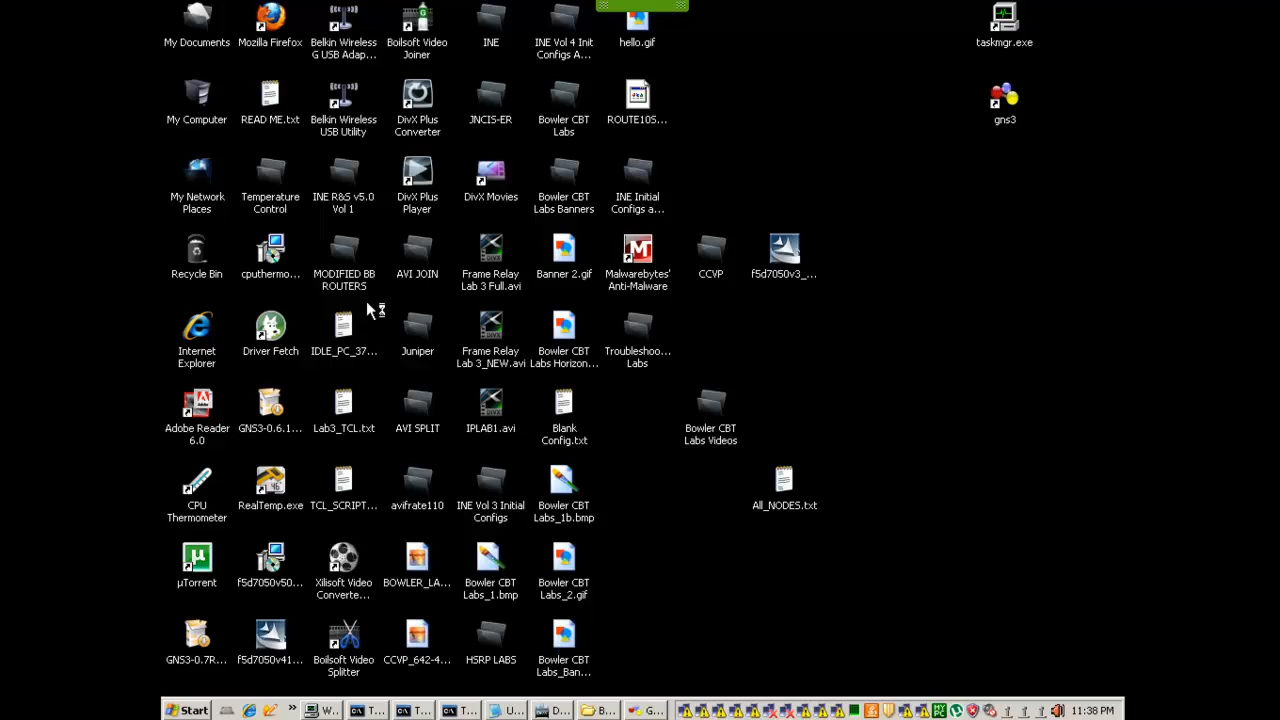 My Documents
Mozilla Firefox
Belkin Wireless
G USB Adap...
Boilsoft Video
Joiner
INE
INE Vol 4 Init
Configs A...
hello.gif
taskmgr.exe
My Computer
READ ME.txt
Belkin Wireless
USB Utility
DivX Plus
Converter
JNCIS-ER
Bowler CBT
Labs
ROUTE10S...
gns3
My Network
Places
Temperature
Control
INE R&S v5.0
Vol 1
DivX Plus
Player
DivX Movies
Bowler CBT
Labs Banners
INE Initial
Configs a...
Recycle Bin
cputhermo...
MODIFIED BB
ROUTERS
AVI JOIN
Frame Relay
Lab 3 Full.avi
Banner 2.gif
Malwarebytes'
Anti-Malware
CCVP
f5d7050v3_...
Internet
Explorer
Driver Fetch
IDLE_PC_37...
Juniper
Frame Relay
Lab 3_NEW.avi
Bowler CBT
Labs Horizon...
Troubleshoo...
Labs
Adobe Reader
6.0
GNS3-0.6.1...
Lab3_TCL.txt
AVI SPLIT
IPLAB1.avi
Blank
Config.txt
Bowler CBT
Labs Videos
CPU
Thermometer
RealTemp.exe
TCL_SCRIPT...
avifrate110
INE Vol 3 Initial
Configs
Bowler CBT
Labs_1b.bmp
All_NODES.txt
µTorrent
f5d7050v50...
Xilisoft Video
Converte...
BOWLER_LA...
Bowler CBT
Labs_1.bmp
Bowler CBT
Labs_2.gif
GNS3-0.7R...
f5d7050v41...
Boilsoft Video
Splitter
CCVP_642-4...
HSRP LABS
Bowler CBT
Labs_Ban...
Start » W... T... T... T... U... D... B... G... 11:38 PM